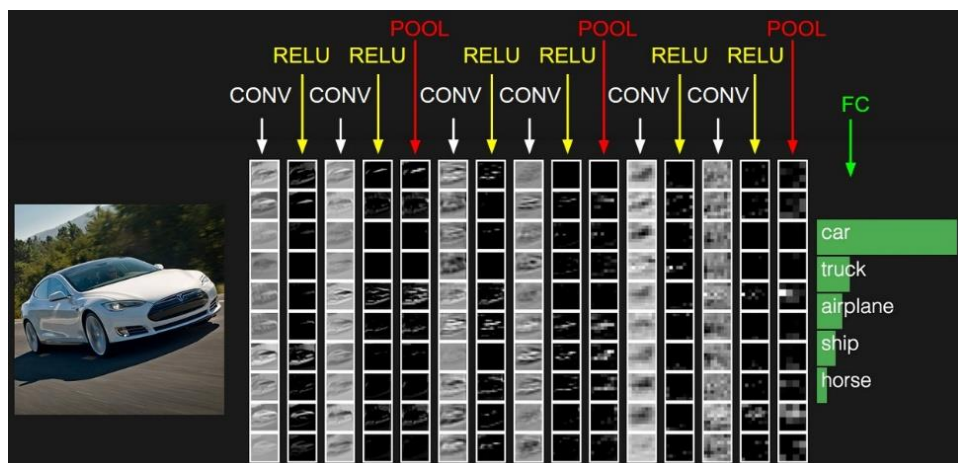 POOL POOL POOL
RELU RELU RELU RELU RELU RELU
CONV CONV CONV CONV CONV CONV
FC
car
truck
airplane
ship
horse